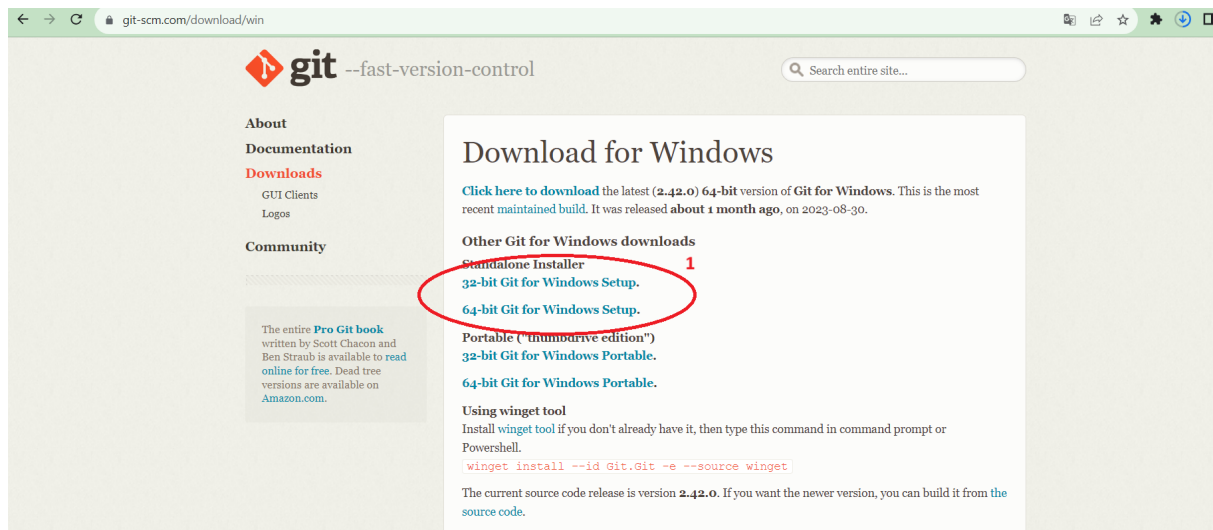 git-scm.com/download/win
git --fast-version-control
Search entire site...
About
Documentation
Downloads
GUI Clients
Logos
Community
The entire Pro Git book
written by Scott Chacon and
Ben Straub is available to read
online for free. Dead tree
versions are available on
Amazon.com.
Download for Windows
Click here to download the latest (2.42.0) 64-bit version of Git for Windows. This is the most
recent maintained build. It was released about 1 month ago, on 2023-08-30.
Other Git for Windows downloads
Standalone Installer
1
32-bit Git for Windows Setup.
64-bit Git for Windows Setup.
Portable ("thumbdrive edition")
32-bit Git for Windows Portable.
64-bit Git for Windows Portable.
Using winget tool
Install winget tool if you don't already have it, then type this command in command prompt or
Powershell.
winget install --id Git.Git -e --source winget
The current source code release is version 2.42.0. If you want the newer version, you can build it from the
source code.